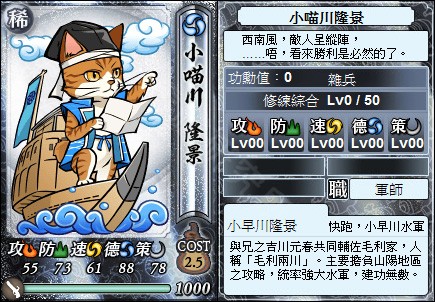 稀
小喵川 隆景
攻 防 速 德 策
55 73 61 88 78
COST
2.5
1000
小喵川隆景
西南風，敵人呈縱陣，
……唔，看來勝利是必然的了。
功勳值：0 雜兵
修練綜合 Lv0 / 50
攻 防 速 德 策
Lv00 Lv00 Lv00 Lv00 Lv00
職 軍師
小早川隆景 快跑，小早川水軍
與兄之吉川元春共同輔佐毛利家，人
稱「毛利兩川」。主要擔負山陽地區
之攻略，統率強大水軍，建功無數。